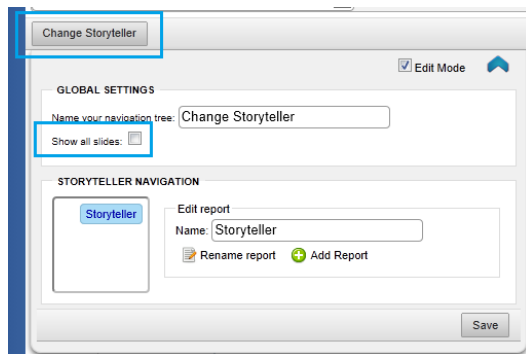 Change Storyteller
Edit Mode
GLOBAL SETTINGS
Name your navigation tree: Change Storyteller
Show all slides:
STORYTELLER NAVIGATION
Storyteller
Edit report
Name: Storyteller
Rename report Add Report
Save